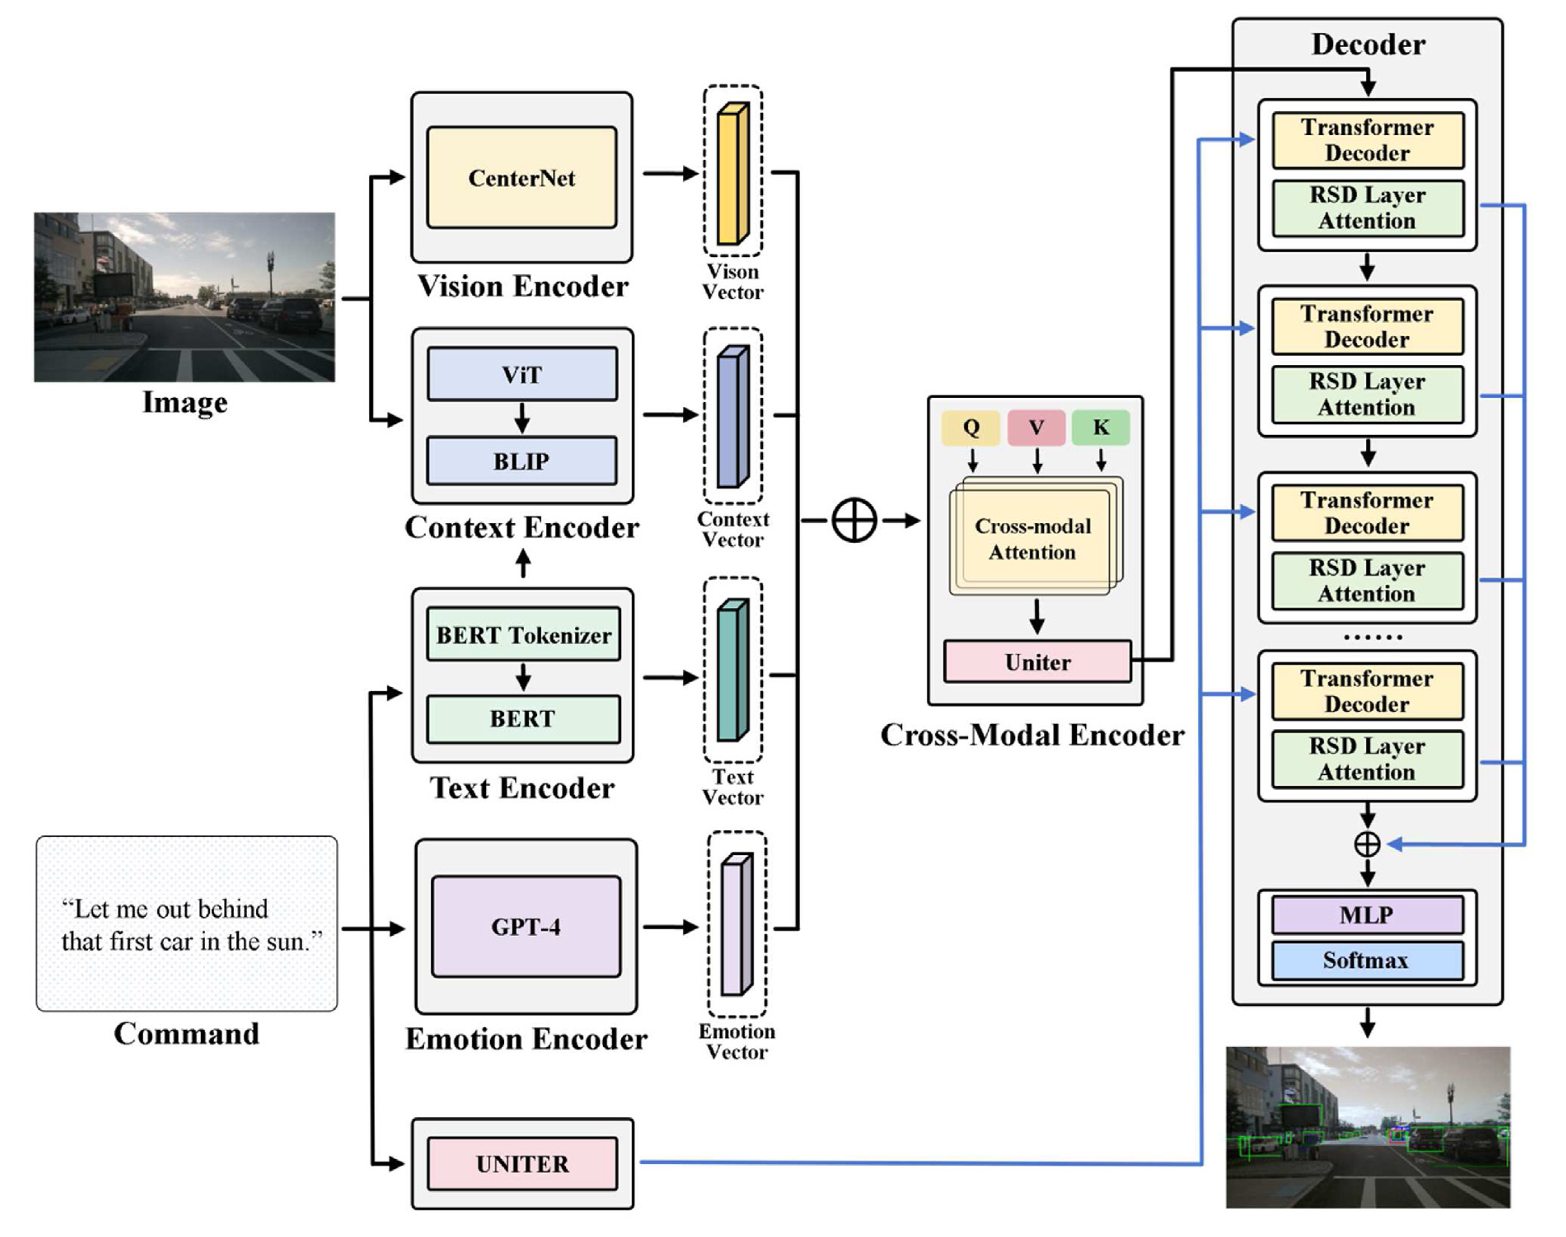 Image
“Let me out behind
that first car in the sun.”
Command
CenterNet
Vision Encoder
ViT
BLIP
Context Encoder
BERT Tokenizer
BERT
Text Encoder
GPT-4
Emotion Encoder
UNITER
Vison
Vector
Context
Vector
Text
Vector
Emotion
Vector
Q V K
Cross-modal
Attention
Uniter
Cross-Modal Encoder
Decoder
Transformer
Decoder
RSD Layer
Attention
Transformer
Decoder
RSD Layer
Attention
Transformer
Decoder
RSD Layer
Attention
......
Transformer
Decoder
RSD Layer
Attention
MLP
Softmax